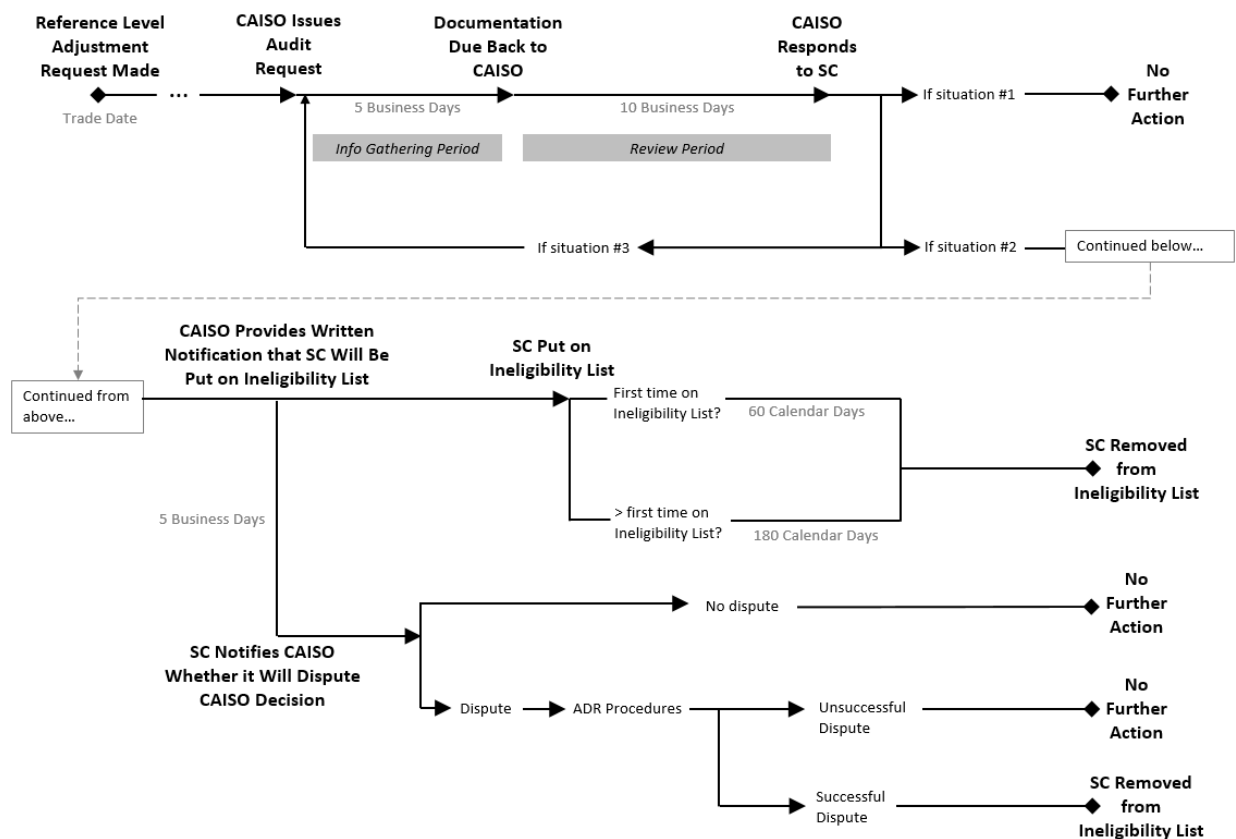 Reference Level
Adjustment
Request Made
CAISO Issues
Audit
Request
Documentation
Due Back to
CAISO
CAISO
Responds
to SC
No
Further
Action
...
Trade Date
5 Business Days
10 Business Days
If situation #1
Info Gathering Period
Review Period
If situation #3
If situation #2
Continued below...
CAISO Provides Written
Notification that SC Will Be
Put on Ineligibility List
SC Put on
Ineligibility List
Continued from
above...
First time on
Ineligibility List?
60 Calendar Days
SC Removed
from
Ineligibility List
5 Business Days
> first time on
Ineligibility List?
180 Calendar Days
No dispute
No
Further
Action
SC Notifies CAISO
Whether it Will Dispute
CAISO Decision
Dispute
ADR Procedures
Unsuccessful
Dispute
No
Further
Action
Successful
Dispute
SC Removed
from
Ineligibility List